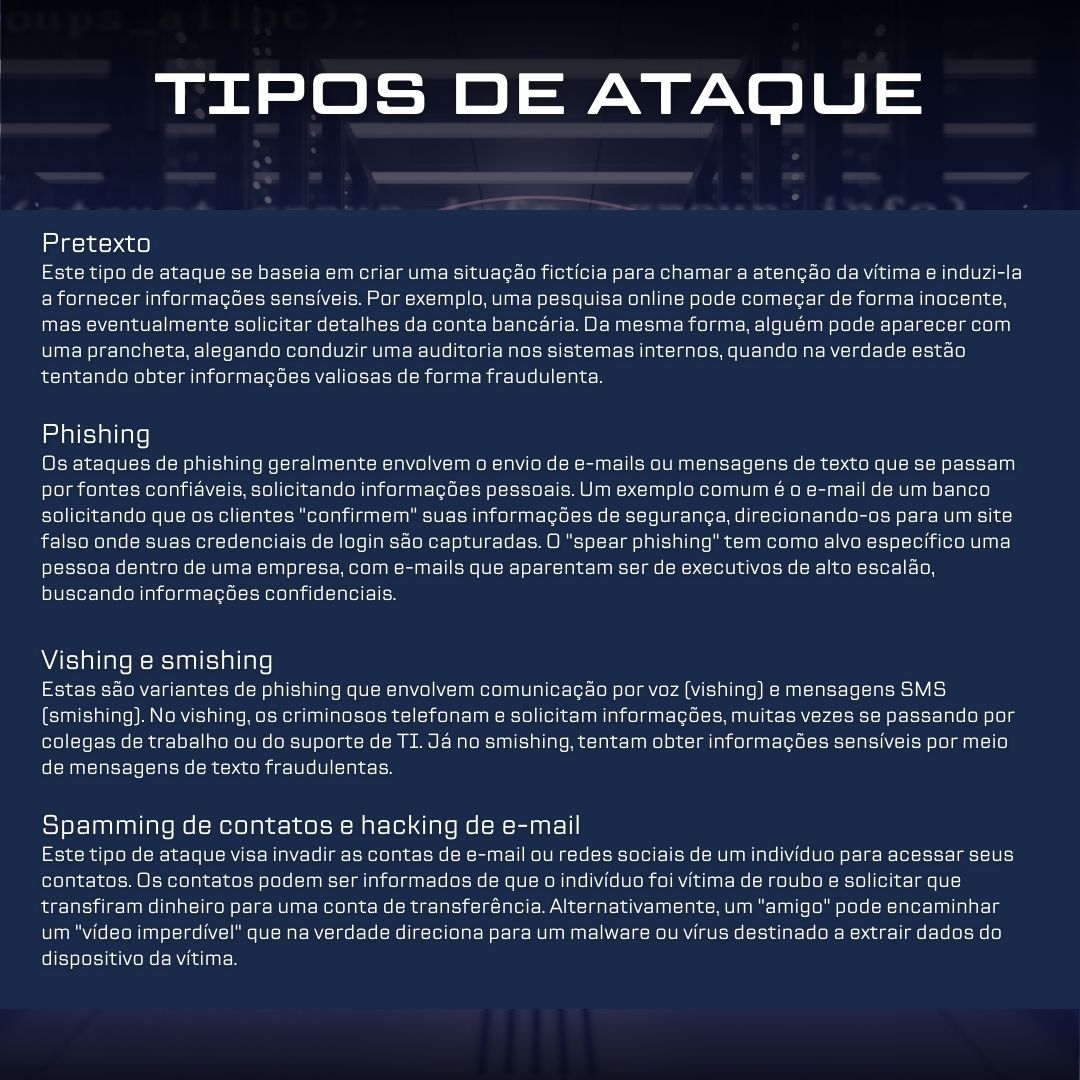 oups_allbc);
TIPOS DE ATAQUE
Pretexto
Este tipo de ataque se baseia em criar uma situação fictícia para chamar a atenção da vítima e induzi-la
a fornecer informações sensíveis. Por exemplo, uma pesquisa online pode começar de forma inocente,
mas eventualmente solicitar detalhes da conta bancária. Da mesma forma, alguém pode aparecer com
uma prancheta, alegando conduzir uma auditoria nos sistemas internos, quando na verdade estão
tentando obter informações valiosas de forma fraudulenta.
Phishing
Os ataques de phishing geralmente envolvem o envio de e-mails ou mensagens de texto que se passam
por fontes confiáveis, solicitando informações pessoais. Um exemplo comum é o e-mail de um banco
solicitando que os clientes "confirmem" suas informações de segurança, direcionando-os para um site
falso onde suas credenciais de login são capturadas. O "spear phishing" tem como alvo específico uma
pessoa dentro de uma empresa, com e-mails que aparentam ser de executivos de alto escalão,
buscando informações confidenciais.
Vishing e smishing
Estas são variantes de phishing que envolvem comunicação por voz (vishing) e mensagens SMS
(smishing). No vishing, os criminosos telefonam e solicitam informações, muitas vezes se passando por
colegas de trabalho ou do suporte de TI. Já no smishing, tentam obter informações sensíveis por meio
de mensagens de texto fraudulentas.
Spamming de contatos e hacking de e-mail
Este tipo de ataque visa invadir as contas de e-mail ou redes sociais de um indivíduo para acessar seus
contatos. Os contatos podem ser informados de que o indivíduo foi vítima de roubo e solicitar que
transfiram dinheiro para uma conta de transferência. Alternativamente, um "amigo" pode encaminhar
um "vídeo imperdível" que na verdade direciona para um malware ou vírus destinado a extrair dados do
dispositivo da vítima.